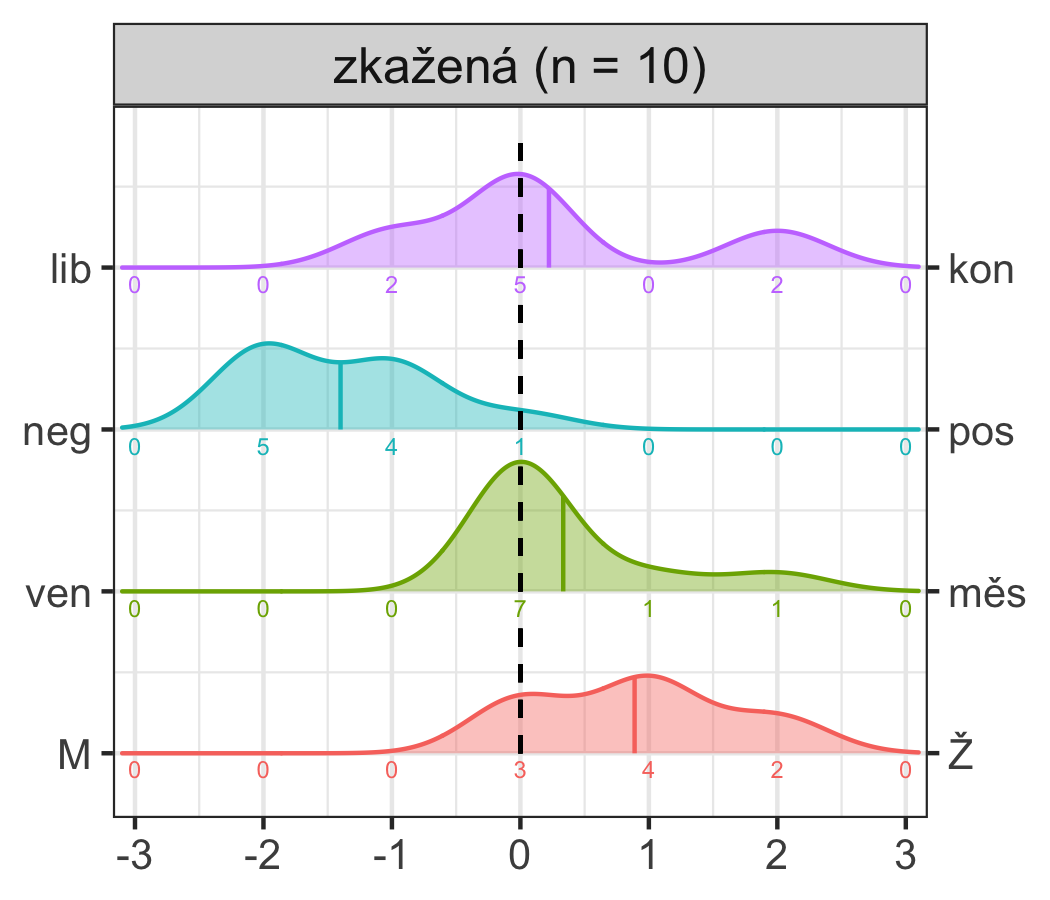 zkažená (n = 10)
lib kon
0 0 2 5 0 2 0
neg pos
0 5 4 1 0 0 0
ven měs
0 0 0 7 1 1 0
M Ž
0 0 0 3 4 2 0
-3 -2 -1 0 1 2 3